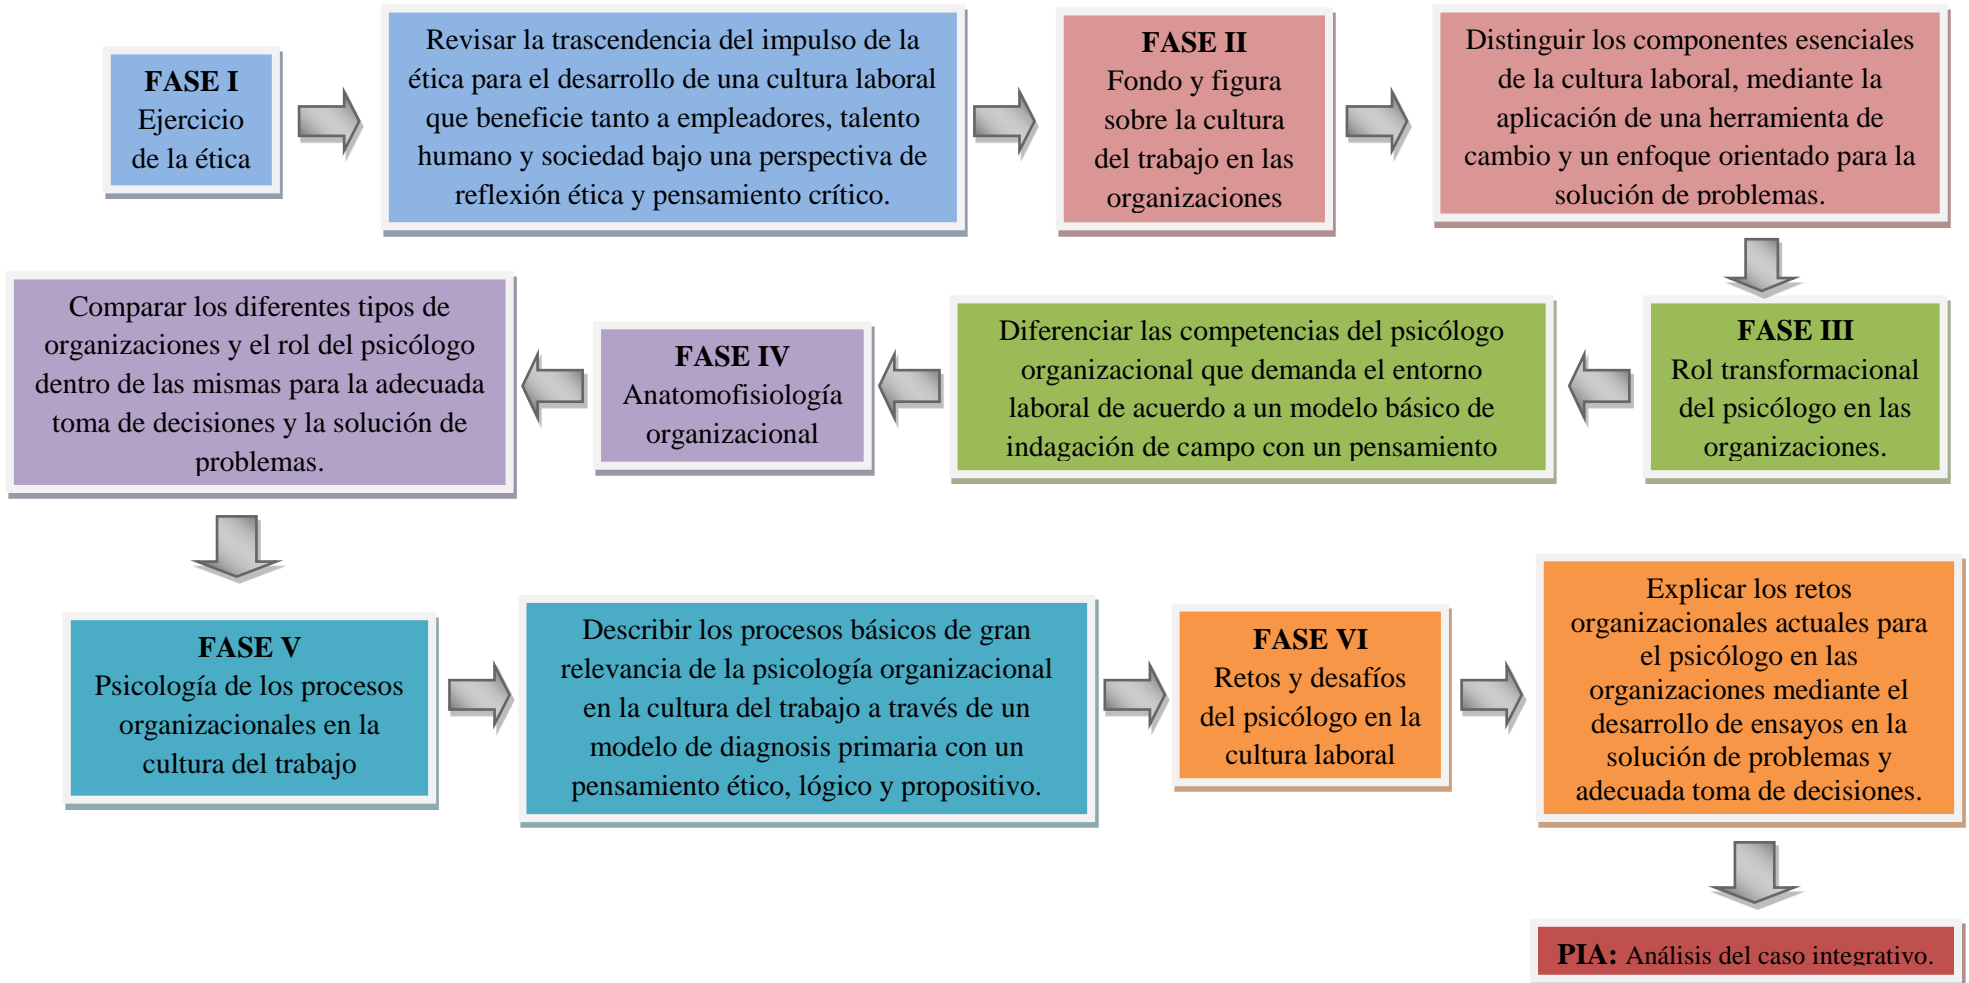 FASE I
Ejercicio
de la ética
Revisar la trascendencia del impulso de la
ética para el desarrollo de una cultura laboral
que beneficie tanto a empleadores, talento
humano y sociedad bajo una perspectiva de
reflexión ética y pensamiento crítico.
FASE II
Fondo y figura
sobre la cultura
del trabajo en las
organizaciones
Distinguir los componentes esenciales
de la cultura laboral, mediante la
aplicación de una herramienta de
cambio y un enfoque orientado para la
solución de problemas.
FASE III
Rol transformacional
del psicólogo en las
organizaciones.
Diferenciar las competencias del psicólogo
organizacional que demanda el entorno
laboral de acuerdo a un modelo básico de
indagación de campo con un pensamiento
FASE IV
Anatomofisiología
organizacional
Comparar los diferentes tipos de
organizaciones y el rol del psicólogo
dentro de las mismas para la adecuada
toma de decisiones y la solución de
problemas.
FASE V
Psicología de los procesos
organizacionales en la
cultura del trabajo
Describir los procesos básicos de gran
relevancia de la psicología organizacional
en la cultura del trabajo a través de un
modelo de diagnosis primaria con un
pensamiento ético, lógico y propositivo.
FASE VI
Retos y desafíos
del psicólogo en la
cultura laboral
Explicar los retos
organizacionales actuales para
el psicólogo en las
organizaciones mediante el
desarrollo de ensayos en la
solución de problemas y
adecuada toma de decisiones.
PIA: Análisis del caso integrativo.